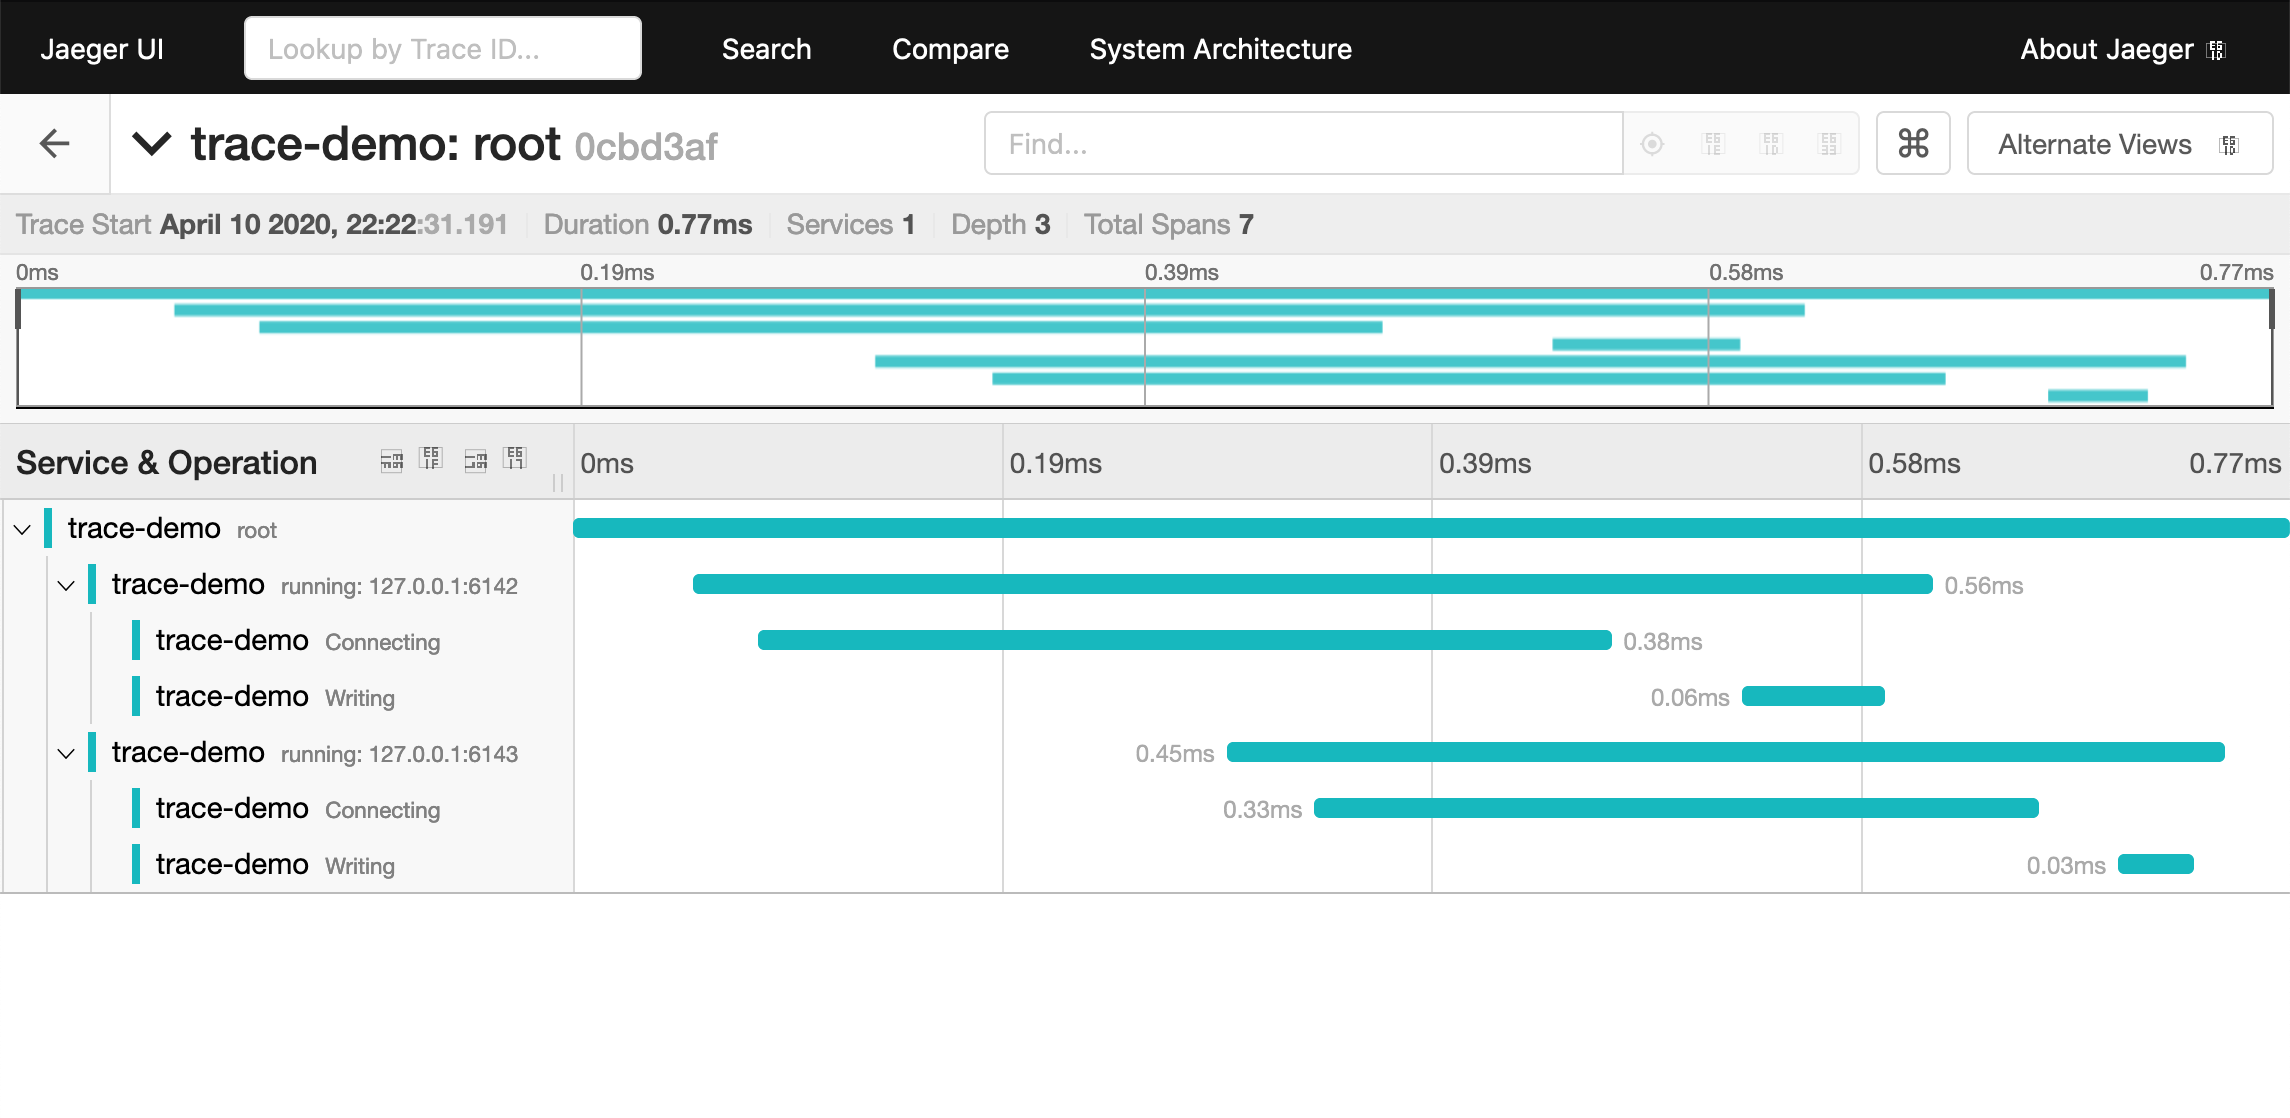 Jaeger UI Lookup by Trace ID... Search Compare System Architecture About Jaeger
trace-demo: root 0cbd3af Find... Alternate Views
Trace Start April 10 2020, 22:22:31.191 Duration 0.77ms Services 1 Depth 3 Total Spans 7
0ms 0.19ms 0.39ms 0.58ms 0.77ms
Service & Operation 0ms 0.19ms 0.39ms 0.58ms 0.77ms
trace-demo root
trace-demo running: 127.0.0.1:6142 0.56ms
trace-demo Connecting 0.38ms
trace-demo Writing 0.06ms
trace-demo running: 127.0.0.1:6143 0.45ms
trace-demo Connecting 0.33ms
trace-demo Writing 0.03ms